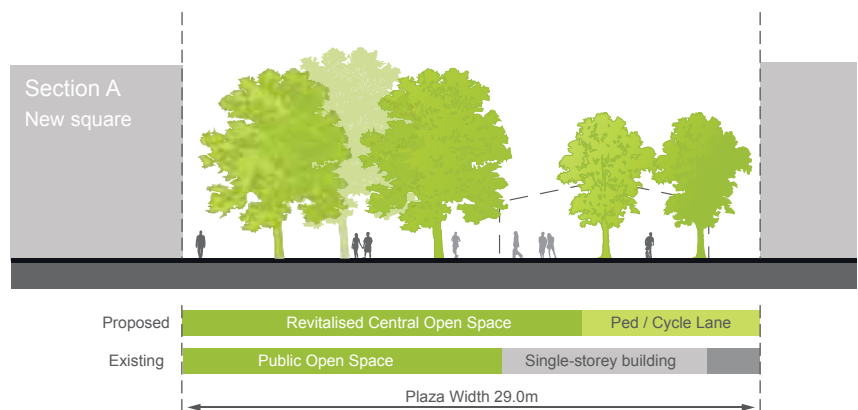 Section A
New square
Proposed
Revitalised Central Open Space
Ped / Cycle Lane
Existing
Public Open Space
Single-storey building
Plaza Width 29.0m